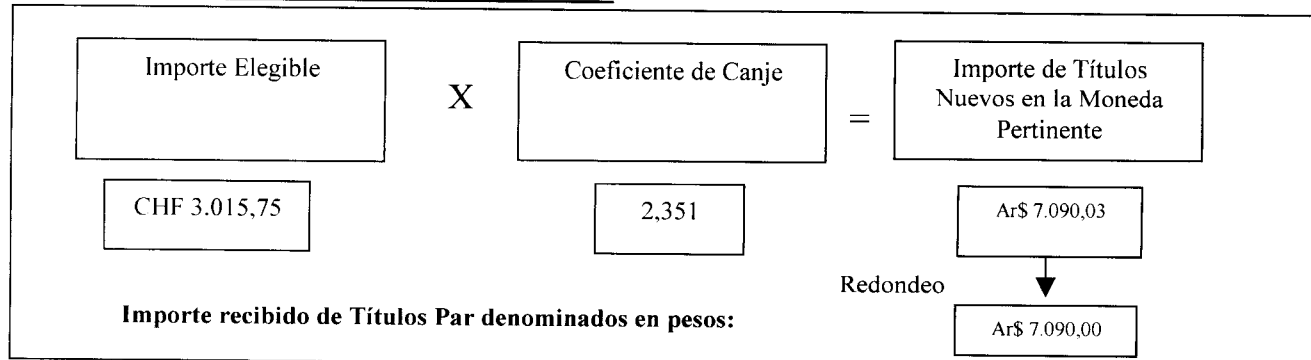 Importe Elegible
X
Coeficiente de Canje
=
Importe de Títulos
Nuevos en la Moneda
Pertinente
CHF 3.015,75
2,351
Ar$ 7.090,03
Redondeo
Importe recibido de Títulos Par denominados en pesos:
Ar$ 7.090,00